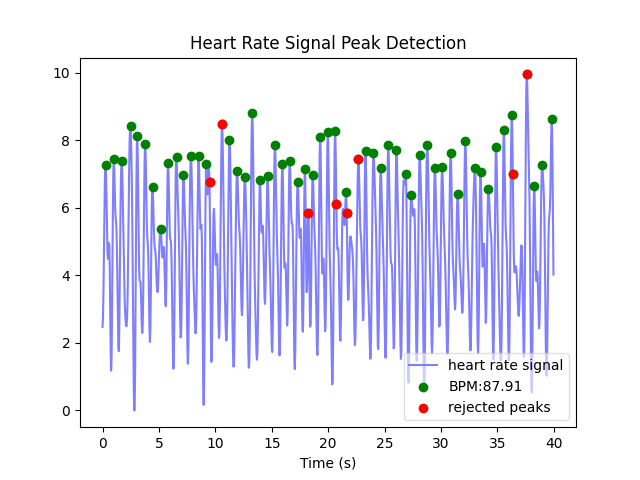 Heart Rate Signal Peak Detection
10
8
6
4
2
0
0 5 10 15 20 25 30 35 40
Time (s)
heart rate signal
BPM:87.91
rejected peaks